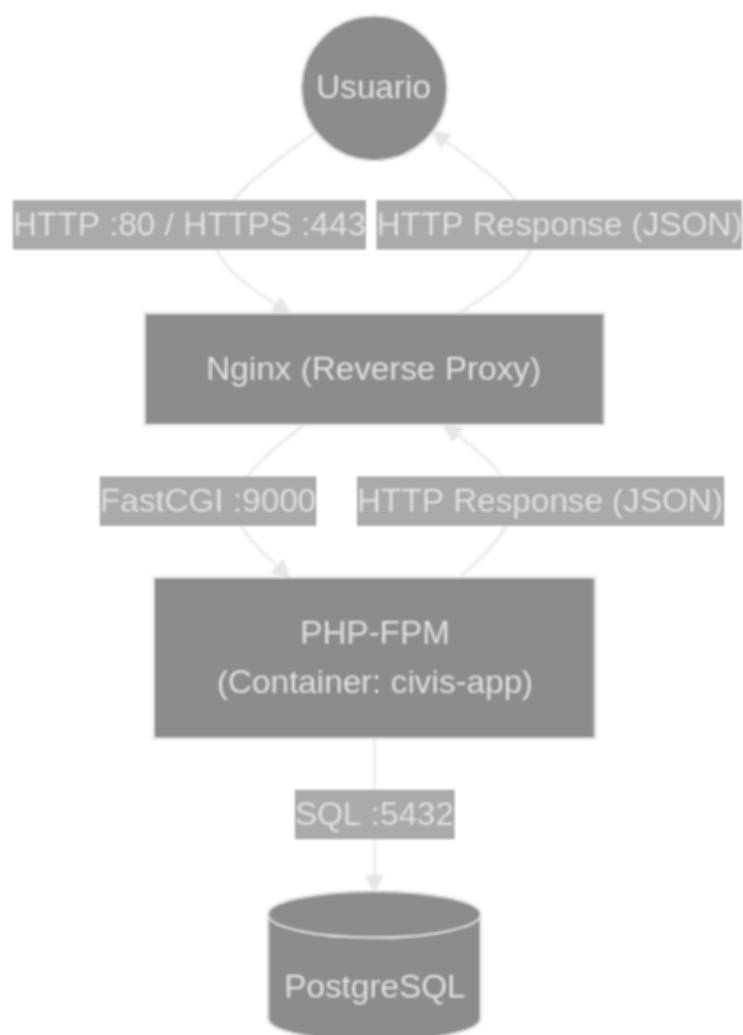 Usuario
HTTP :80 / HTTPS :443
HTTP Response (JSON)
Nginx (Reverse Proxy)
FastCGI :9000
HTTP Response (JSON)
PHP-FPM
(Container: civis-app)
SQL :5432
PostgreSQL